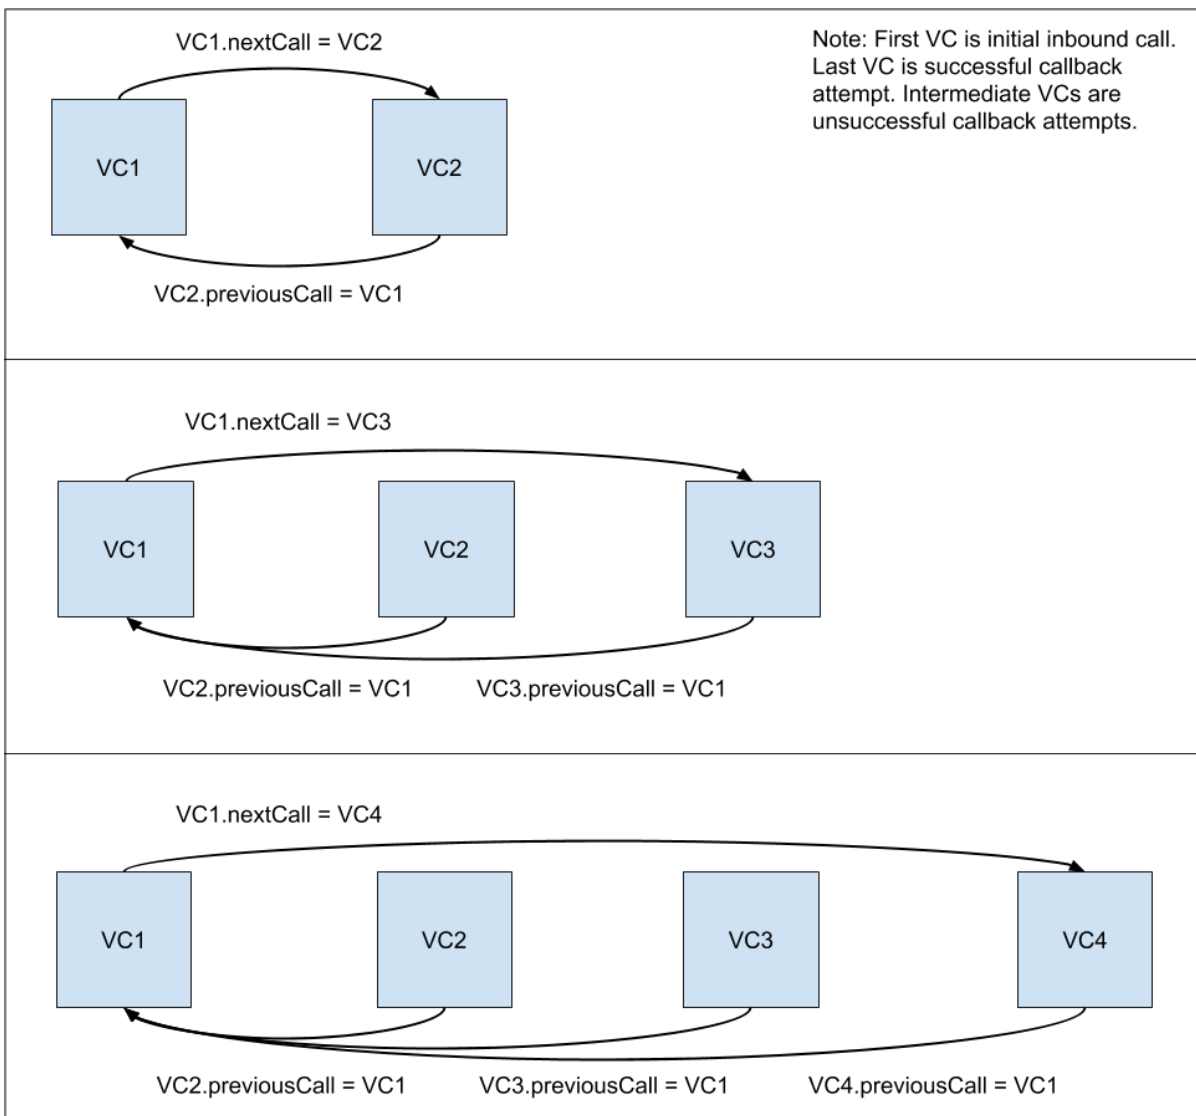 VC1.nextCall = VC2
Note: First VC is initial inbound call.
Last VC is successful callback
attempt. Intermediate VCs are
unsuccessful callback attempts.
VC1
VC2
VC2.previousCall = VC1
VC1.nextCall = VC3
VC1
VC2
VC3
VC2.previousCall = VC1
VC3.previousCall = VC1
VC1.nextCall = VC4
VC1
VC2
VC3
VC4
VC2.previousCall = VC1
VC3.previousCall = VC1
VC4.previousCall = VC1